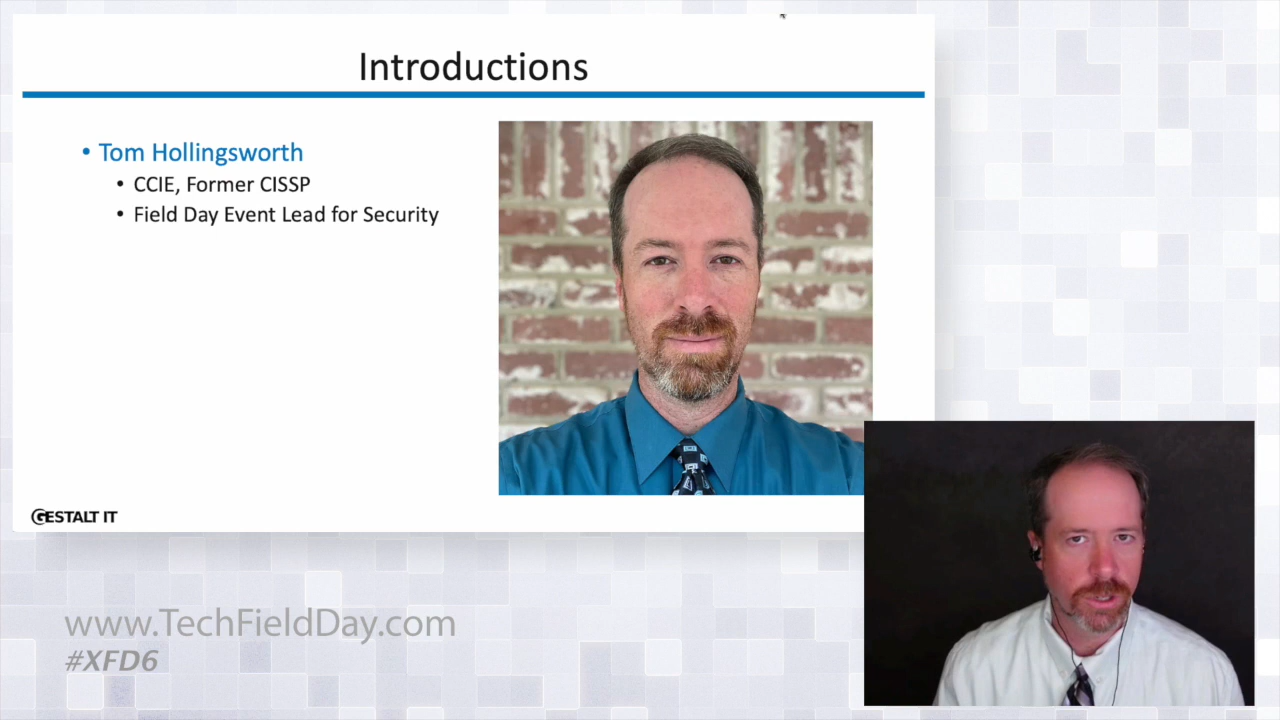 Introductions
• Tom Hollingsworth
• CCIE, Former CISSP
• Field Day Event Lead for Security
GESTALT IT
www.TechFieldDay.com
#XFD6